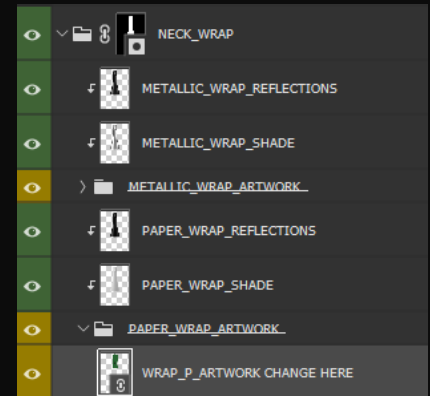 NECK_WRAP
METALLIC_WRAP_REFLECTIONS
METALLIC_WRAP_SHADE
METALLIC_WRAP_ARTWORK
PAPER_WRAP_REFLECTIONS
PAPER_WRAP_SHADE
PAPER_WRAP_ARTWORK
WRAP_P_ARTWORK CHANGE HERE